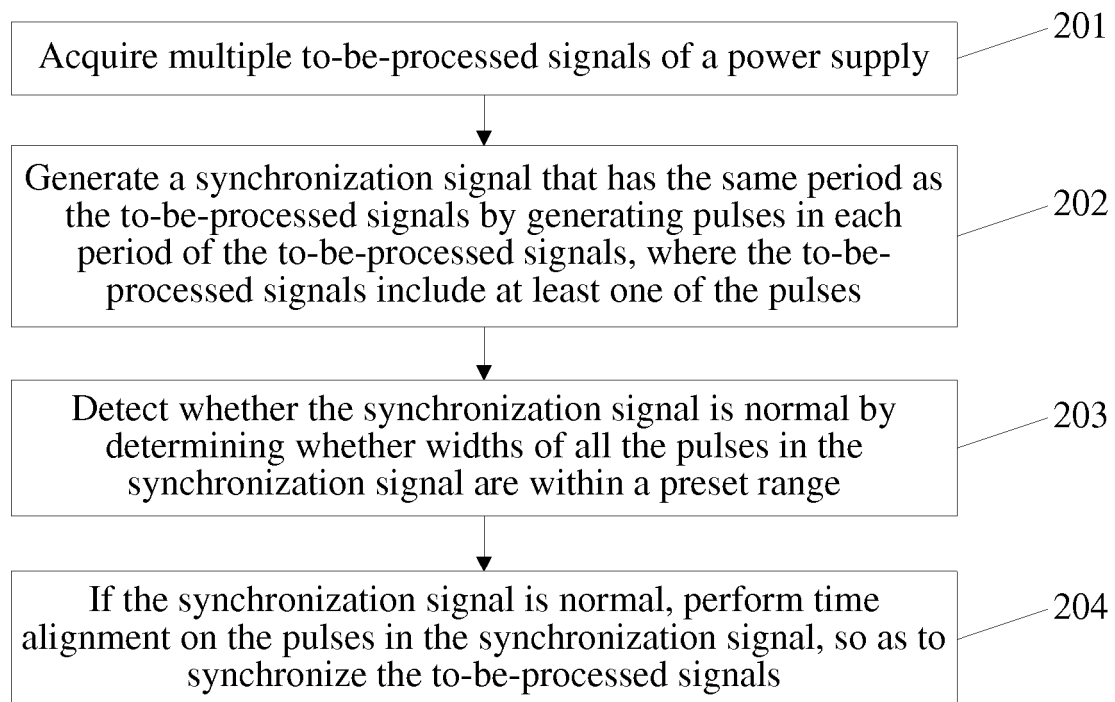 Acquire multiple to-be-processed signals of a power supply
201
Generate a synchronization signal that has the same period as
the to-be-processed signals by generating pulses in each
period of the to-be-processed signals, where the to-be-
processed signals include at least one of the pulses
202
Detect whether the synchronization signal is normal by
determining whether widths of all the pulses in the
synchronization signal are within a preset range
203
If the synchronization signal is normal, perform time
alignment on the pulses in the synchronization signal, so as to
synchronize the to-be-processed signals
204